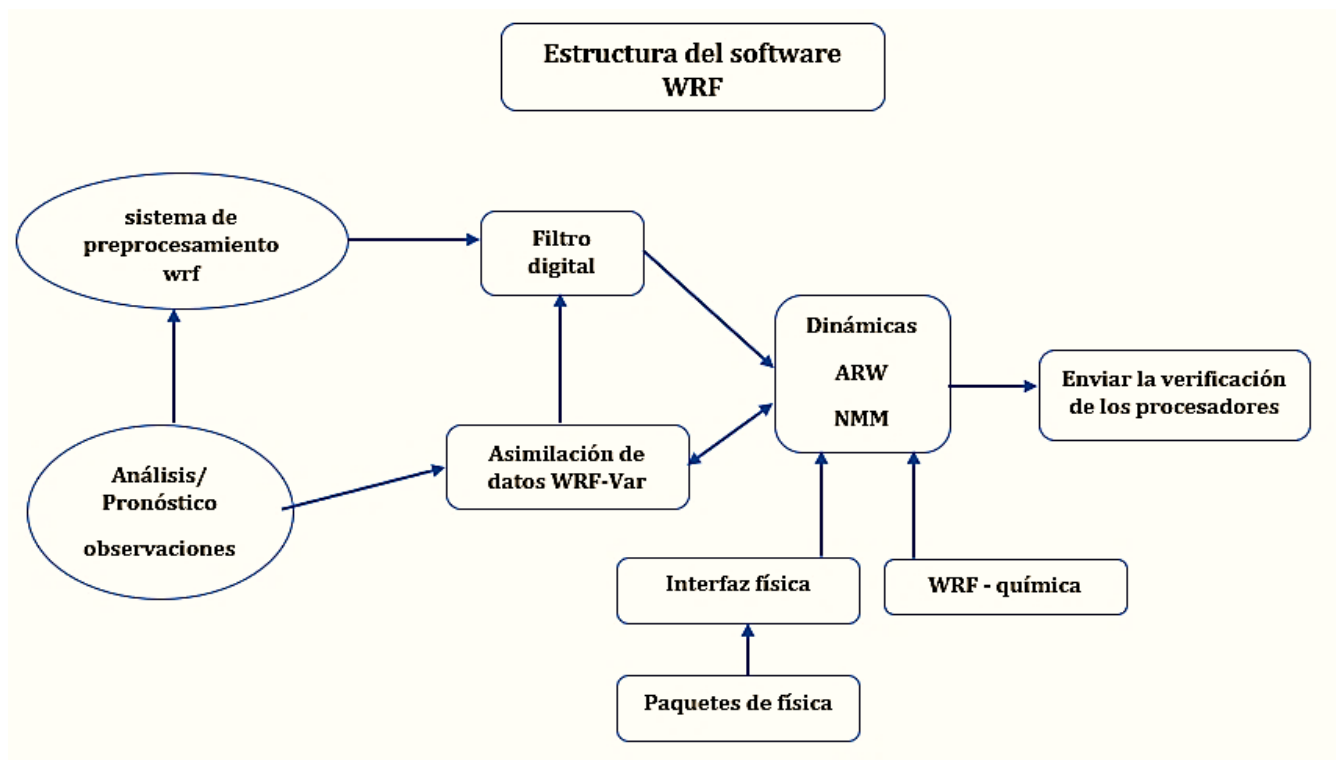 Estructura del software
WRF
sistema de
preprocesamiento
wrf
Filtro
digital
Dinámicas
ARW
NMM
Enviar la verificación
de los procesadores
Análisis/
Pronóstico
observaciones
Asimilación de
datos WRF-Var
Interfaz física
WRF - química
Paquetes de física